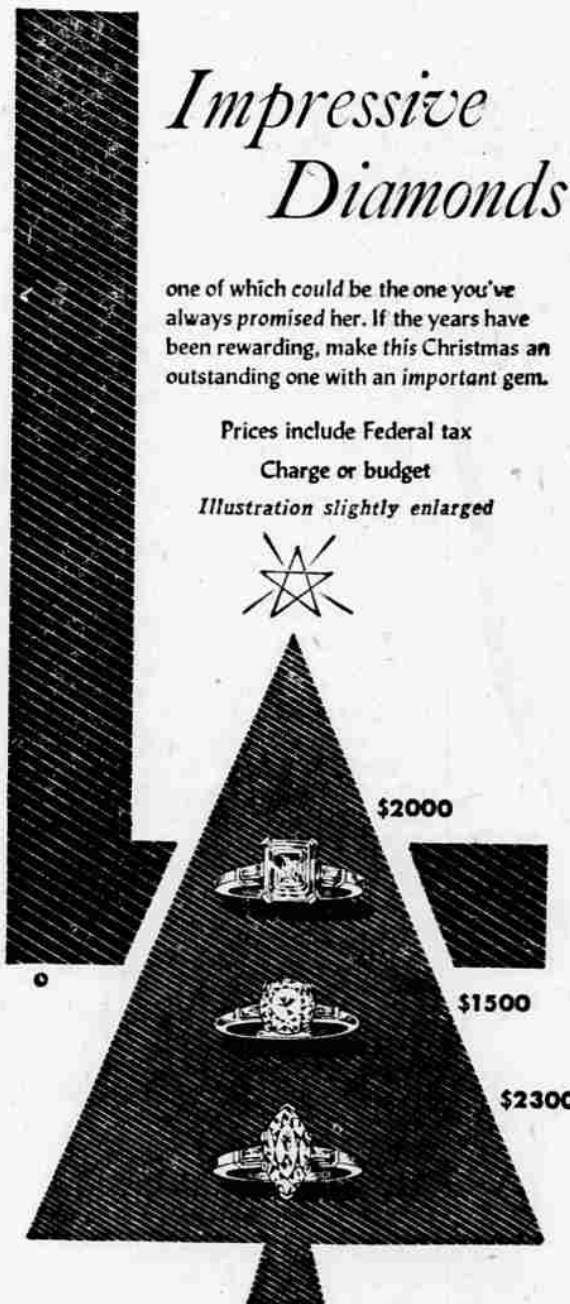 Impressive
Diamonds
one of which could be the one you've
always promised her. If the years have
been rewarding, make this Christmas an
outstanding one with an important gem.
Prices include Federal tax
Charge or budget
Illustration slightly enlarged
$2000
$1500
$2300